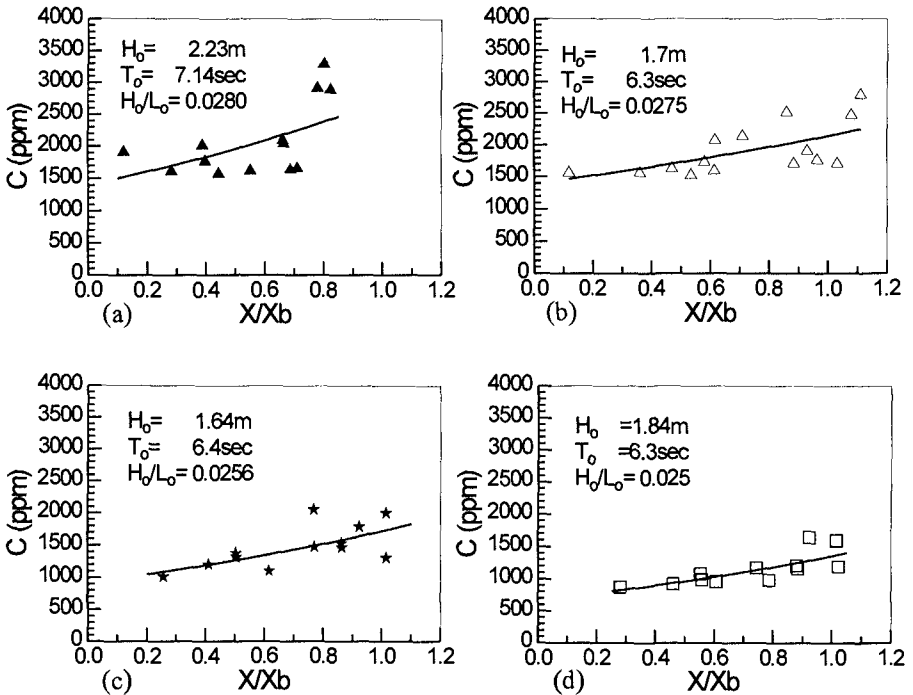 4000
3500
3000
2500
2000
1500
1000
500
0
C (ppm)
Hₒ= 2.23m
Tₒ= 7.14sec
Hₒ/Lₒ= 0.0280
0.0 0.2 0.4 0.6 0.8 1.0 1.2
(a) X/Xb
4000
3500
3000
2500
2000
1500
1000
500
0
C (ppm)
Hₒ= 1.7m
Tₒ= 6.3sec
Hₒ/Lₒ= 0.0275
0.0 0.2 0.4 0.6 0.8 1.0 1.2
(b) X/Xb
4000
3500
3000
2500
2000
1500
1000
500
0
C (ppm)
Hₒ= 1.64m
Tₒ= 6.4sec
Hₒ/Lₒ= 0.0256
0.0 0.2 0.4 0.6 0.8 1.0 1.2
(c) X/Xb
4000
3500
3000
2500
2000
1500
1000
500
0
C (ppm)
Hₒ =1.84m
Tₒ =6.3sec
Hₒ/Lₒ= 0.025
0.0 0.2 0.4 0.6 0.8 1.0 1.2
X/Xb (d)